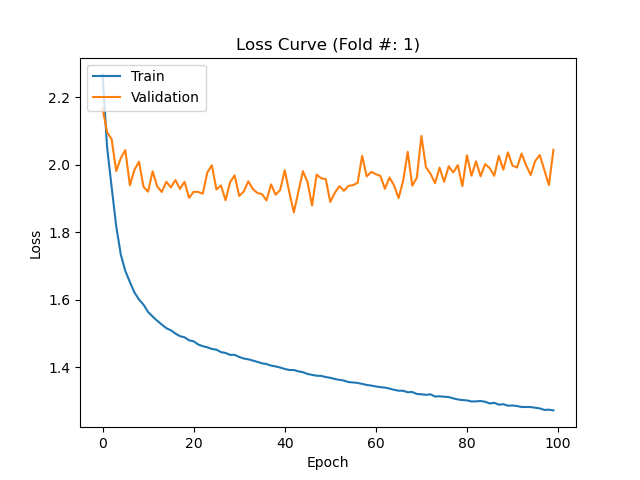 Loss Curve (Fold #: 1)
Train
Validation
Loss
2.2
2.0
1.8
1.6
1.4
0 20 40 60 80 100
Epoch